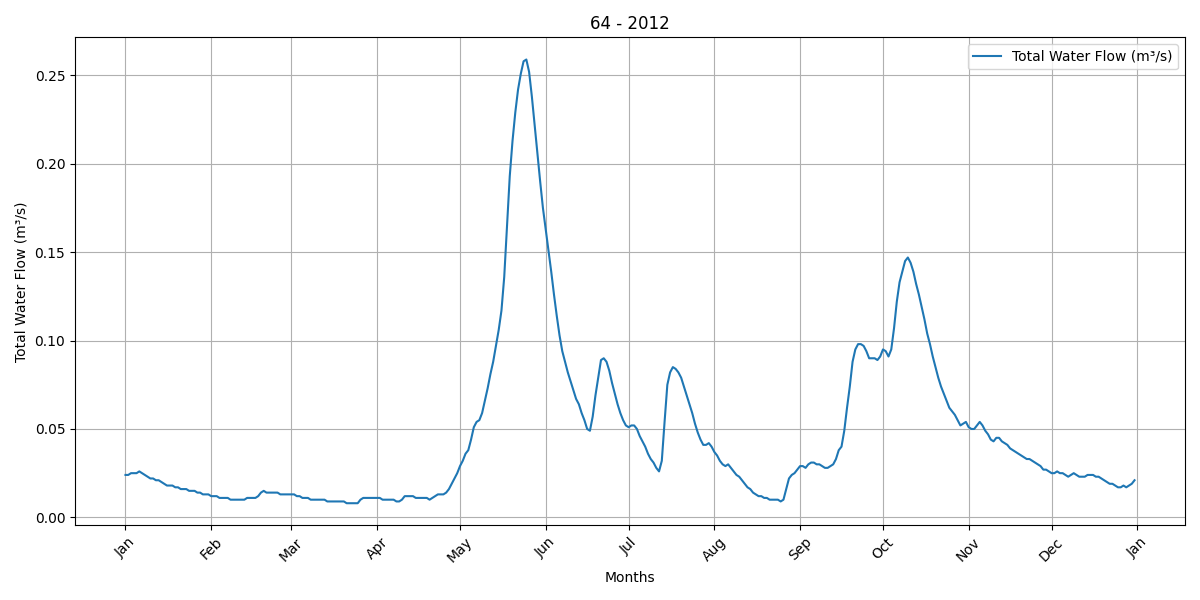 64 - 2012
Total Water Flow (m³/s)
Total Water Flow (m³/s)
0.25
0.20
0.15
0.10
0.05
0.00
Jan Feb Mar Apr May Jun Jul Aug Sep Oct Nov Dec Jan
Months